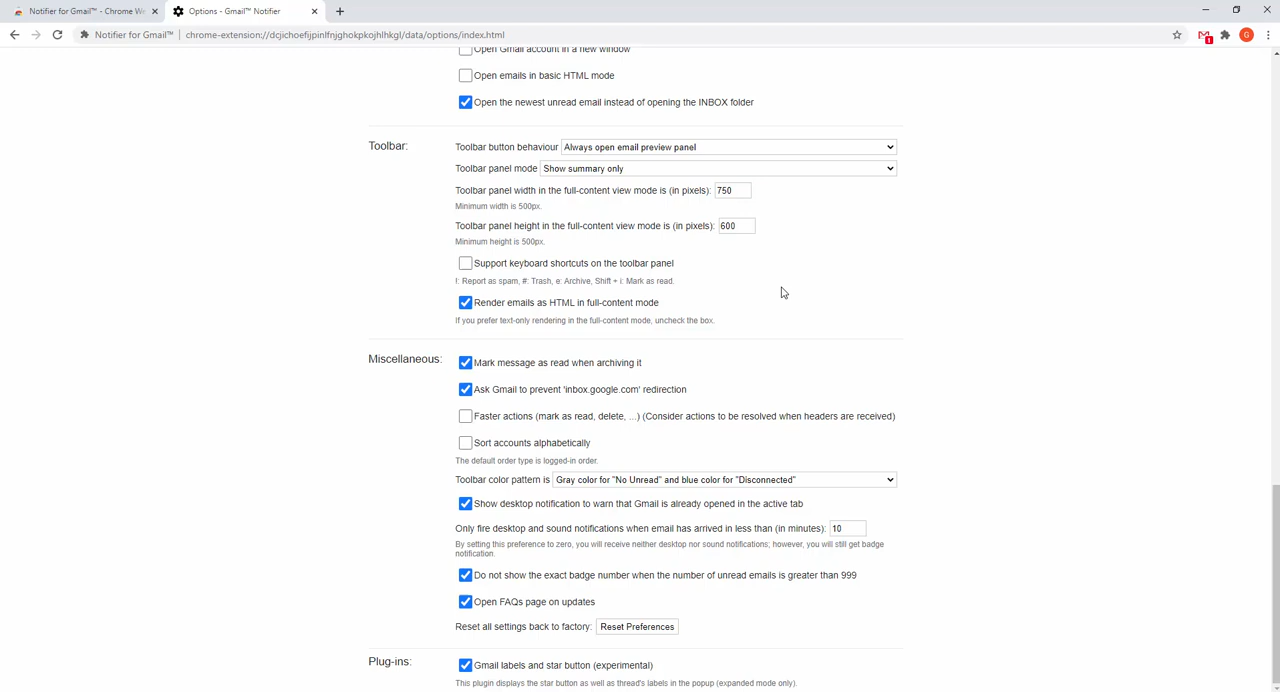 Notifier for Gmail™ - Chrome We
Options - Gmail™ Notifier
Notifier for Gmail™ | chrome-extension://dcjichoefijpinlfnjghokpkojhlhkgl/data/options/index.html
1
G
Open Gmail account in a new window
Open emails in basic HTML mode
Open the newest unread email instead of opening the INBOX folder
Toolbar:
Toolbar button behaviour Always open email preview panel
Toolbar panel mode Show summary only
Toolbar panel width in the full-content view mode is (in pixels): 750
Minimum width is 500px.
Toolbar panel height in the full-content view mode is (in pixels): 600
Minimum height is 500px.
Support keyboard shortcuts on the toolbar panel
!: Report as spam, #: Trash, e: Archive, Shift + i: Mark as read.
Render emails as HTML in full-content mode
If you prefer text-only rendering in the full-content mode, uncheck the box.
Miscellaneous:
Mark message as read when archiving it
Ask Gmail to prevent 'inbox.google.com' redirection
Faster actions (mark as read, delete, ...) (Consider actions to be resolved when headers are received)
Sort accounts alphabetically
The default order type is logged-in order.
Toolbar color pattern is Gray color for "No Unread" and blue color for "Disconnected"
Show desktop notification to warn that Gmail is already opened in the active tab
Only fire desktop and sound notifications when email has arrived in less than (in minutes): 10
By setting this preference to zero, you will receive neither desktop nor sound notifications; however, you will still get badge
notification.
Do not show the exact badge number when the number of unread emails is greater than 999
Open FAQs page on updates
Reset all settings back to factory: Reset Preferences
Plug-ins:
Gmail labels and star button (experimental)
This plugin displays the star button as well as thread's labels in the popup (expanded mode only).